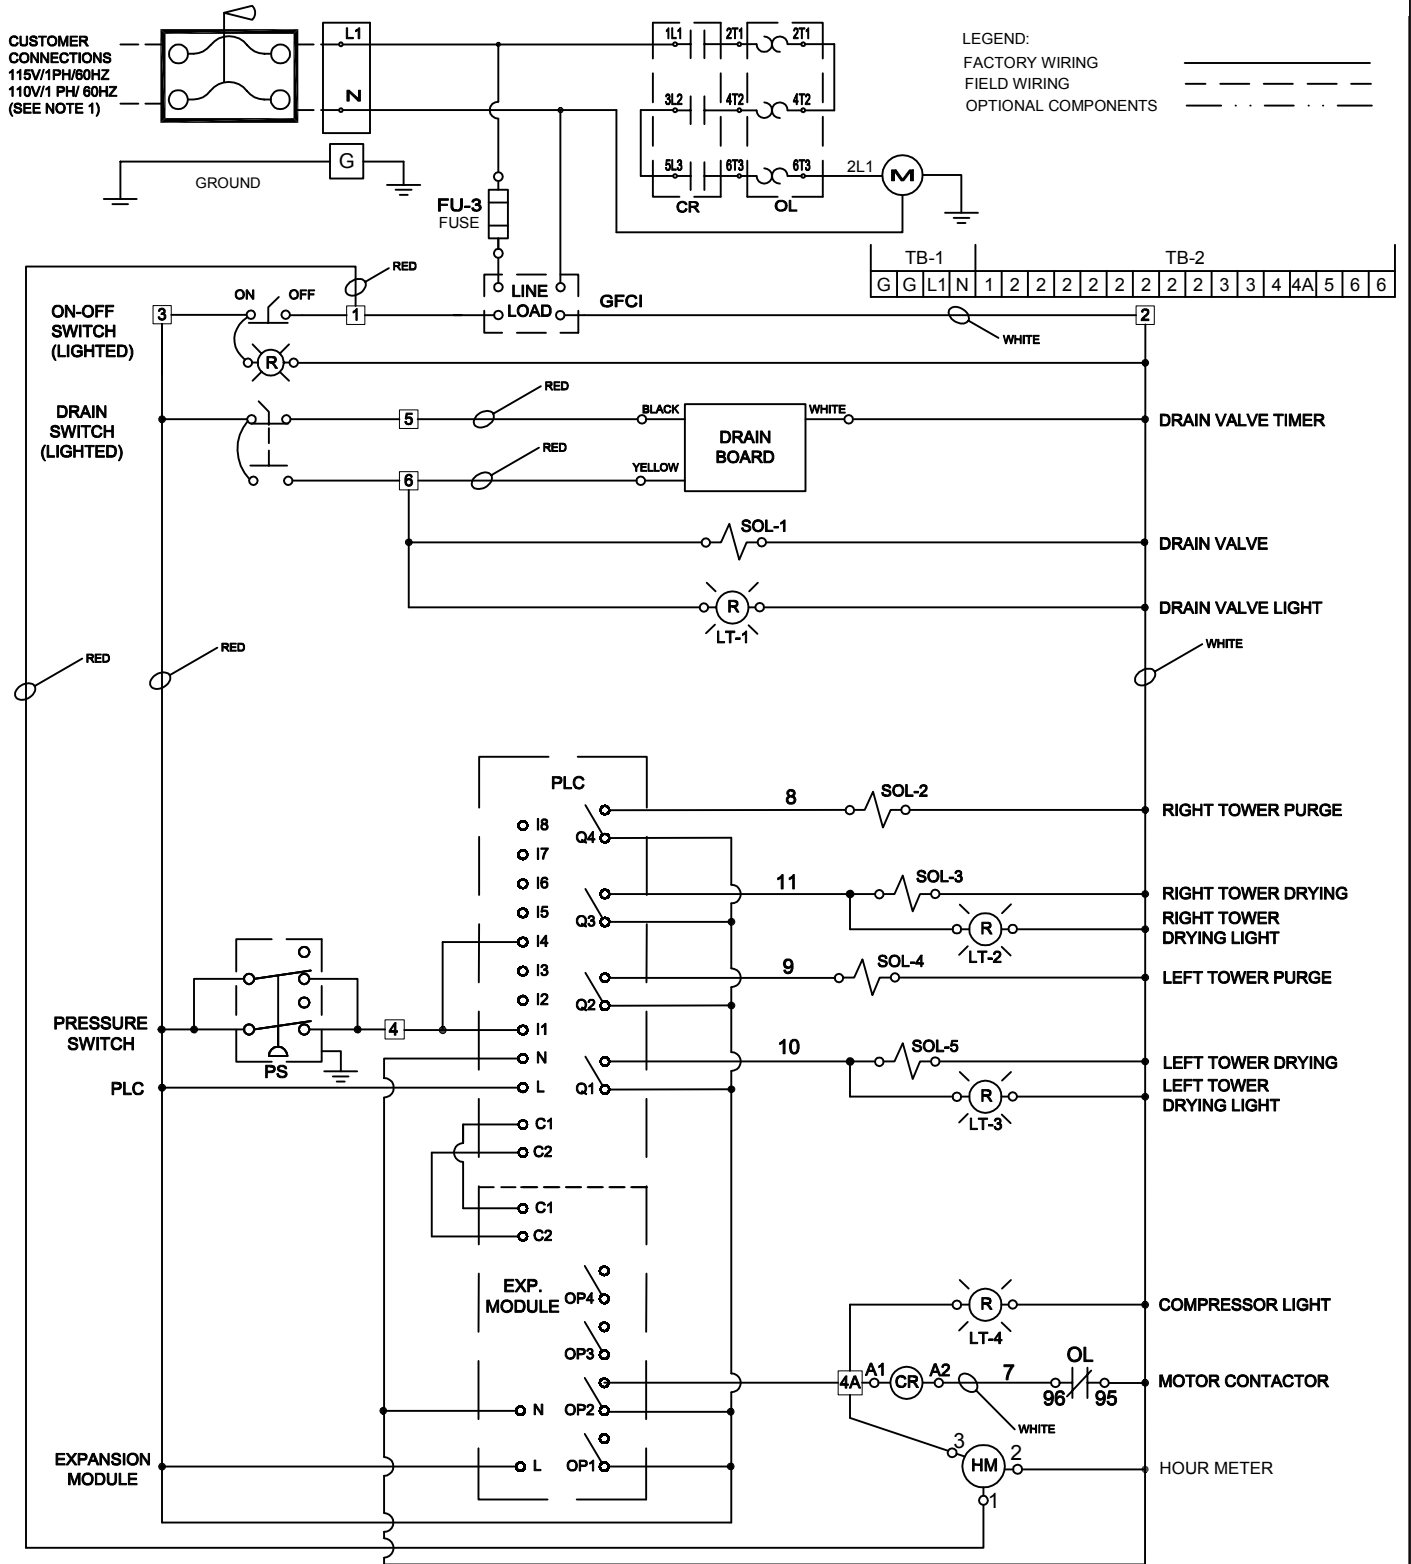 CUSTOMER
CONNECTIONS
115V/1PH/60HZ
110V/1 PH/ 60HZ
(SEE NOTE 1)
L1
N
G
GROUND
1L1
2T1
2T1
3L2
4T2
4T2
5L3
6T3
6T3
CR
OL
2L1
M
LEGEND:
FACTORY WIRING
FIELD WIRING
OPTIONAL COMPONENTS
FU-3
FUSE
TB-1
TB-2
G G L1 N 1 2 2 2 2 2 2 2 2 3 3 4 4A 5 6 6
RED
ON-OFF
SWITCH
(LIGHTED)
3
ON
OFF
1
LINE
LOAD
GFCI
WHITE
2
R
DRAIN
SWITCH
(LIGHTED)
5
RED
BLACK
DRAIN
BOARD
WHITE
DRAIN VALVE TIMER
6
RED
YELLOW
SOL-1
DRAIN VALVE
R
LT-1
DRAIN VALVE LIGHT
RED
RED
WHITE
PLC
I8
I7
I6
I5
I4
I3
I2
I1
N
L
C1
C2
Q4
Q3
Q2
Q1
8
SOL-2
RIGHT TOWER PURGE
11
SOL-3
RIGHT TOWER DRYING
R
LT-2
RIGHT TOWER
DRYING LIGHT
9
SOL-4
LEFT TOWER PURGE
PRESSURE
SWITCH
PS
4
10
SOL-5
LEFT TOWER DRYING
R
LT-3
LEFT TOWER
DRYING LIGHT
PLC
C1
C2
EXP.
MODULE
OP4
OP3
OP2
OP1
N
L
R
LT-4
COMPRESSOR LIGHT
4A
A1
CR
A2
7
WHITE
OL
96
95
MOTOR CONTACTOR
EXPANSION
MODULE
3
HM
2
1
HOUR METER